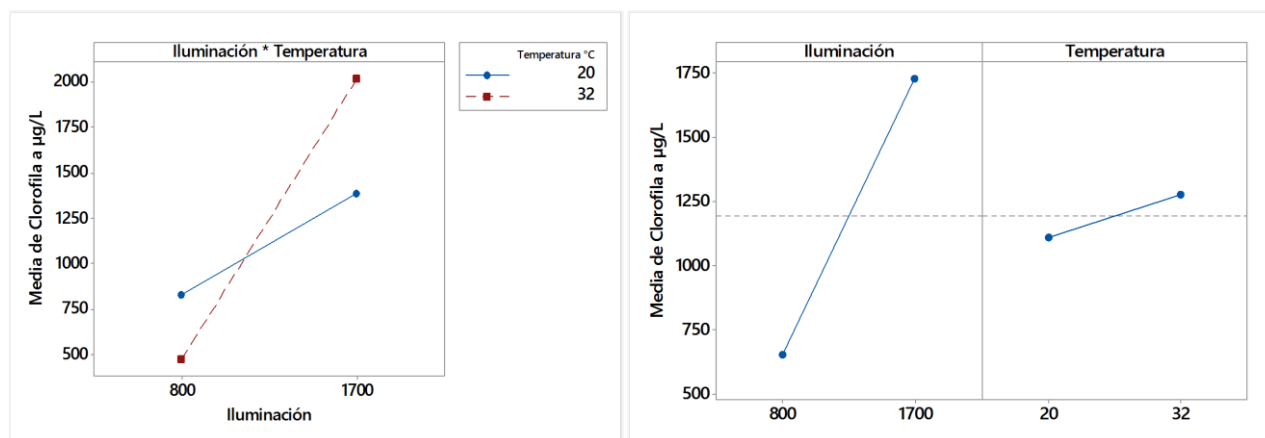 Iluminación * Temperatura
Temperatura °C
20
32
Media de Clorofila a µg/L
2000
1750
1500
1250
1000
750
500
800 1700
Iluminación
Iluminación Temperatura
Media de Clorofila a µg/L
1750
1500
1250
1000
750
500
800 1700 20 32